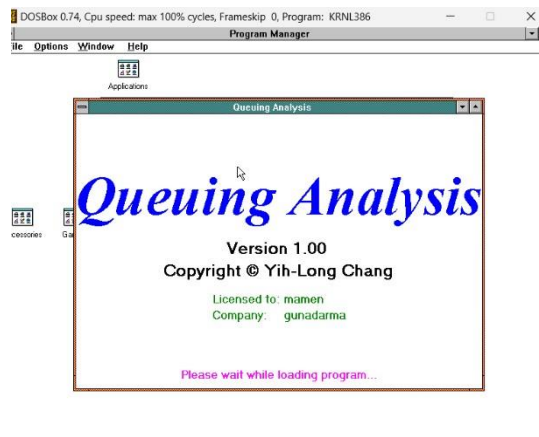 DOSBox 0.74, Cpu speed: max 100% cycles, Frameskip 0, Program: KRNL386
Program Manager
ile Options Window Help
Applications
Queuing Analysis
Queuing Analysis
Version 1.00
Copyright © Yih-Long Chang
Licensed to: mamen
Company: gunadarma
Please wait while loading program...
cessories Ga